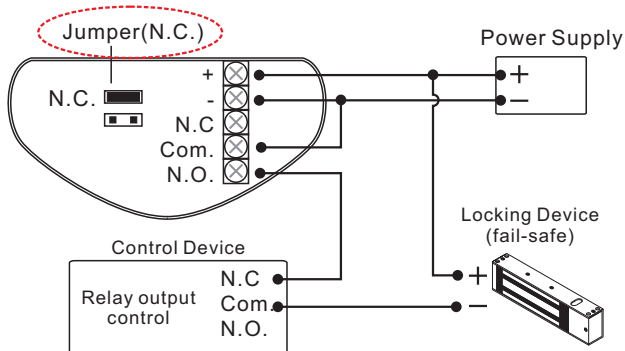 Jumper(N.C.)
N.C.
+
-
N.C
Com.
N.O.
Power Supply
+
−
Control Device
Relay output
control
N.C
Com.
N.O.
Locking Device
(fail-safe)
+
−